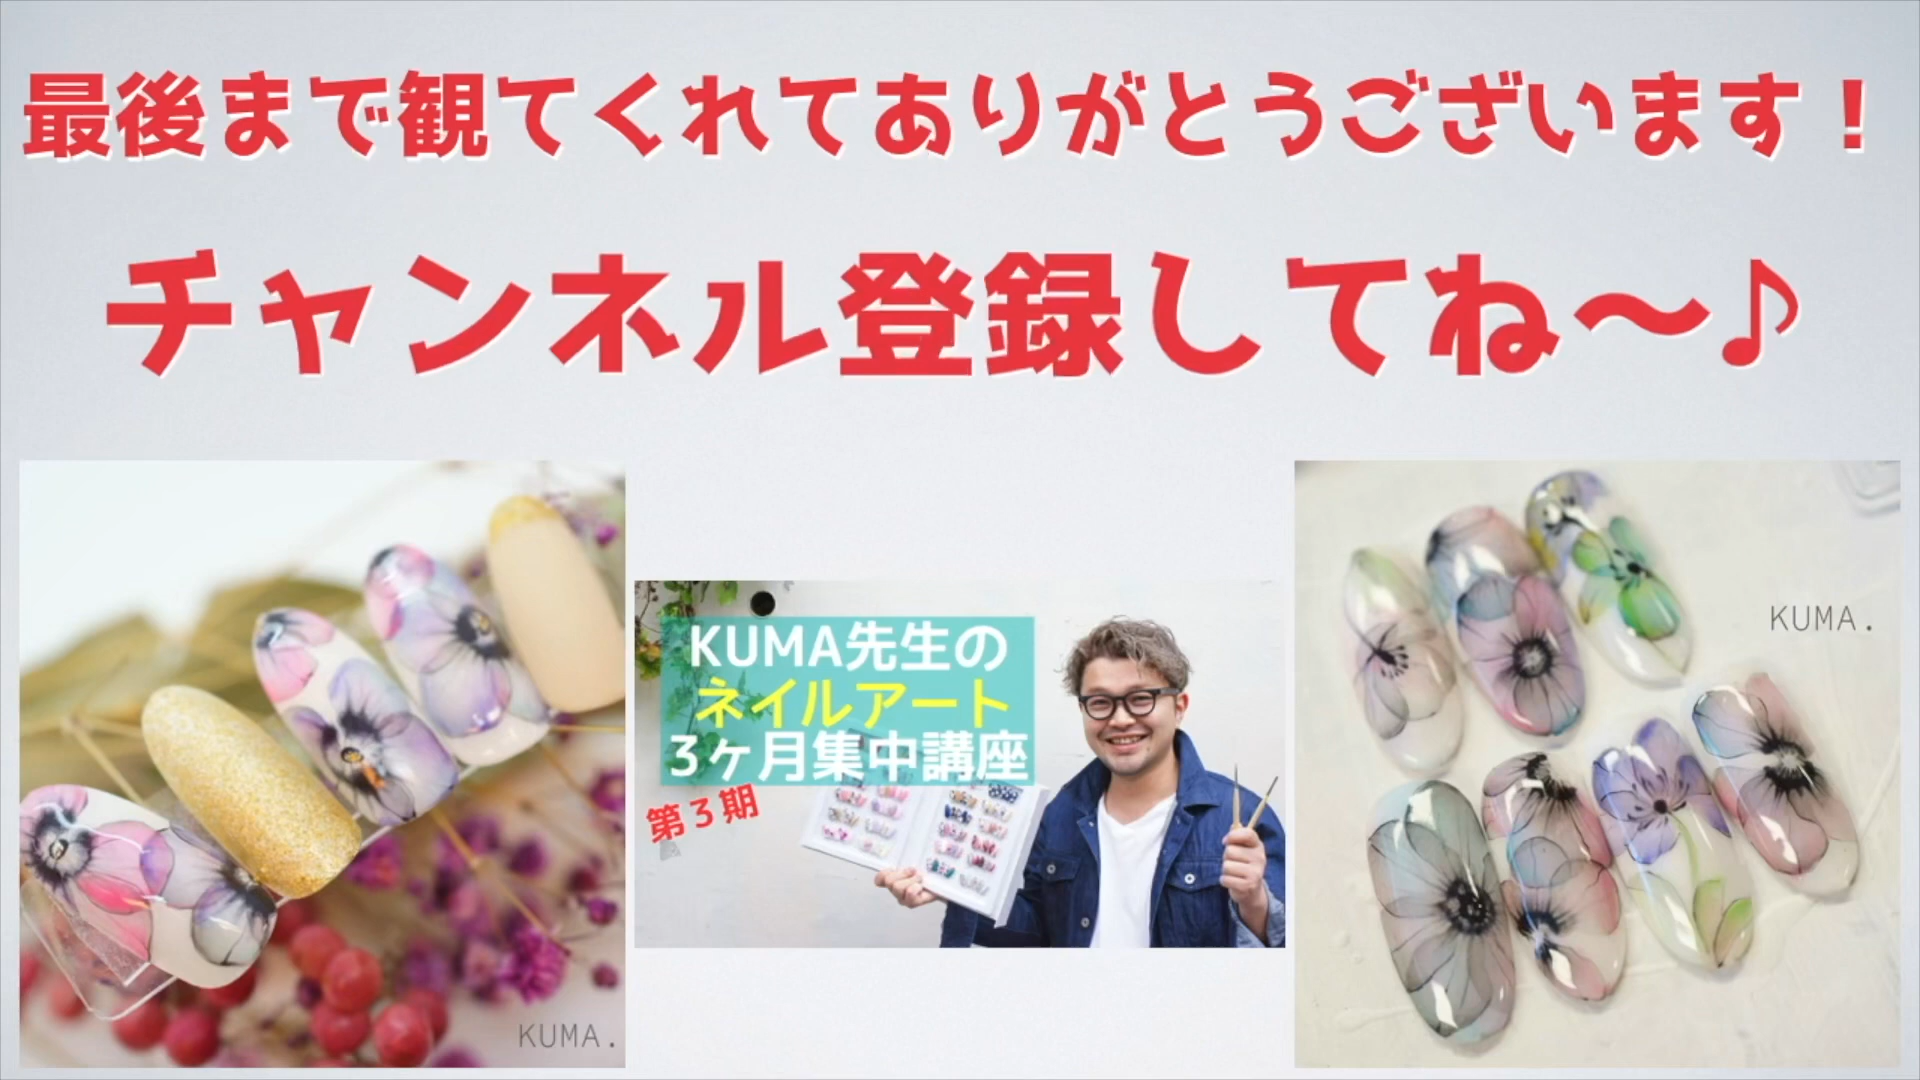 最後まで観てくれてありがとうございます！
チャンネル登録してね〜♪
KUMA先生の
ネイルアート
3ヶ月集中講座
第3期
KUMA.
KUMA.